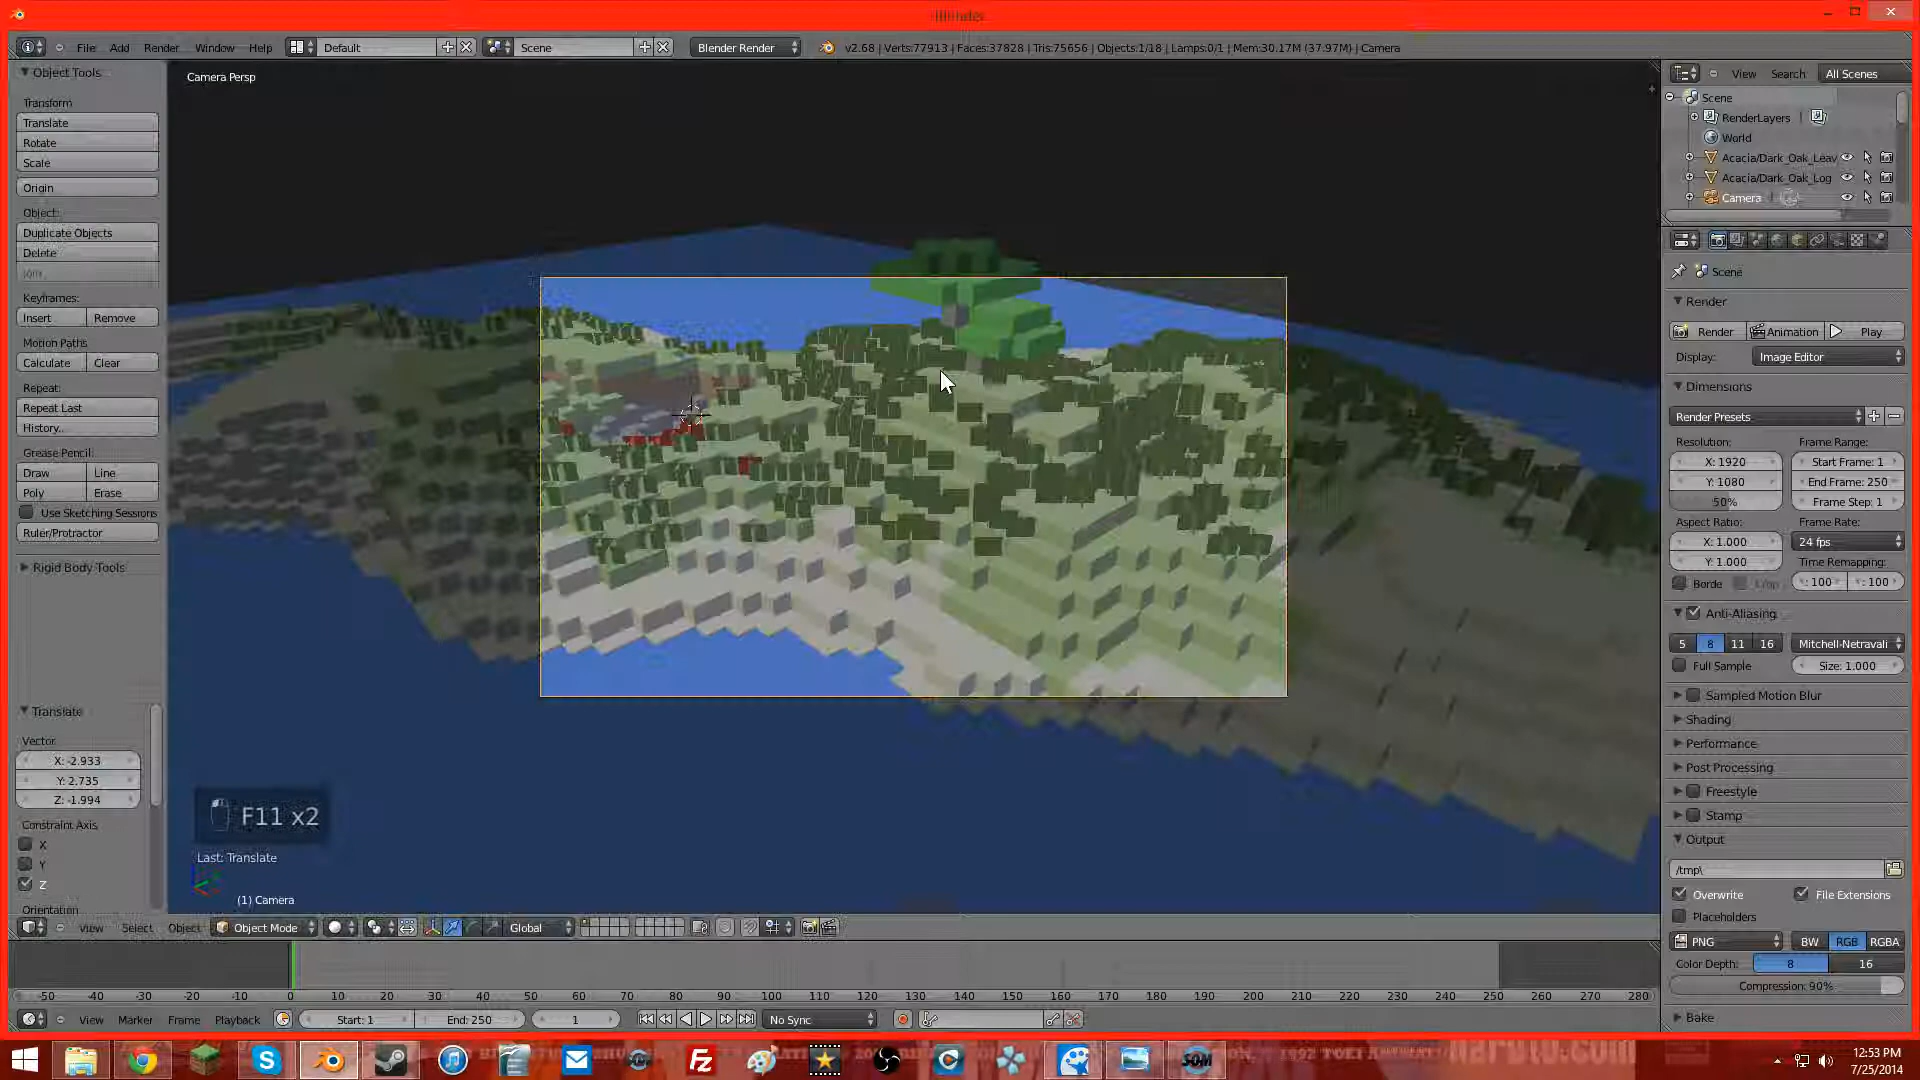 File Add Render Window Help Default Scene Blender Render v2.68 | Verts:77913 | Faces:37828 | Tris:75656 | Objects:1/18 | Lamps:0/1 | Mem:30.17M (37.97M) | Camera
Object Tools
Camera Persp
View Search All Scenes
Transform
Translate
Rotate
Scale
Origin
Object:
Duplicate Objects
Delete
Join
Keyframes:
Insert Remove
Motion Paths
Calculate Clear
Repeat:
Repeat Last
History..
Grease Pencil:
Draw Line
Poly Erase
Use Sketching Sessions
Ruler/Protractor
Rigid Body Tools
Translate
Vector
X: -2.933
Y: 2.735
Z: -1.994
Constraint Axis
X
Y
Z
Orientation
F11 x2
Last: Translate
(1) Camera
Scene
RenderLayers
World
Acacia/Dark_Oak_Leav
Acacia/Dark_Oak_Log
Camera
Scene
Render
Render Animation Play
Display: Image Editor
Dimensions
Render Presets
Resolution: Frame Range:
X: 1920 Start Frame: 1
Y: 1080 End Frame: 250
50% Frame Step: 1
Aspect Ratio: Frame Rate:
X: 1.000 24 fps
Y: 1.000 Time Remapping:
Borde Crop : 100 : 100
Anti-Aliasing
5 8 11 16 Mitchell-Netravali
Full Sample Size: 1.000
Sampled Motion Blur
Shading
Performance
Post Processing
Freestyle
Stamp
Output
/tmp\
Overwrite File Extensions
Placeholders
PNG BW RGB RGBA
Color Depth: 8 16
Compression: 90%
Bake
View Select Object Object Mode Global
-50 -40 -30 -20 -10 0 10 20 30 40 50 60 70 80 90 100 110 120 130 140 150 160 170 180 190 200 210 220 230 240 250 260 270 280
View Marker Frame Playback Start: 1 End: 250 1 No Sync
12:53 PM
7/25/2014